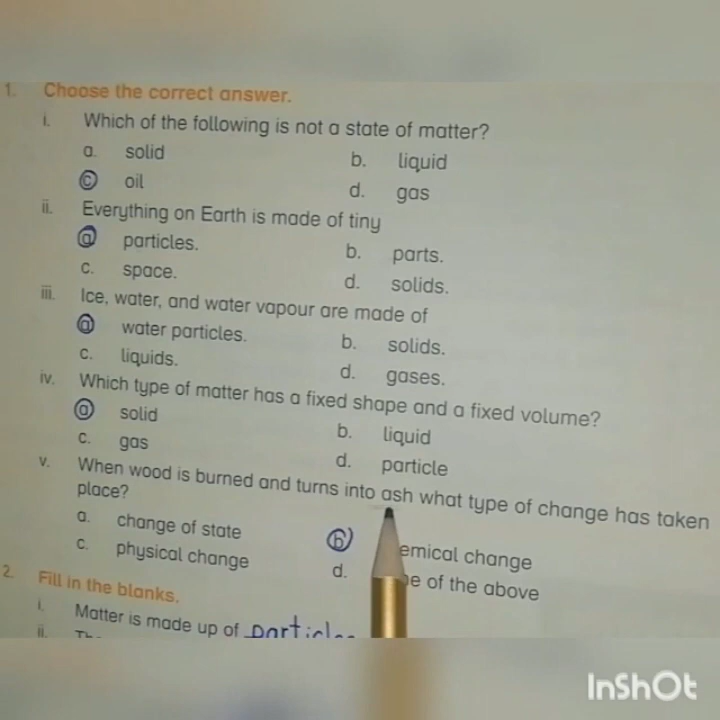 1. Choose the correct answer.
i. Which of the following is not a state of matter?
a. solid b. liquid
c oil d. gas
ii. Everything on Earth is made of tiny
a particles. b. parts.
c. space. d. solids.
iii. Ice, water, and water vapour are made of
a water particles. b. solids.
c. liquids. d. gases.
iv. Which type of matter has a fixed shape and a fixed volume?
a solid b. liquid
c. gas d. particle
v. When wood is burned and turns into ash what type of change has taken
place?
a. change of state b emical change
c. physical change d. e of the above
2. Fill in the blanks.
i. Matter is made up of
ii.
InShOt